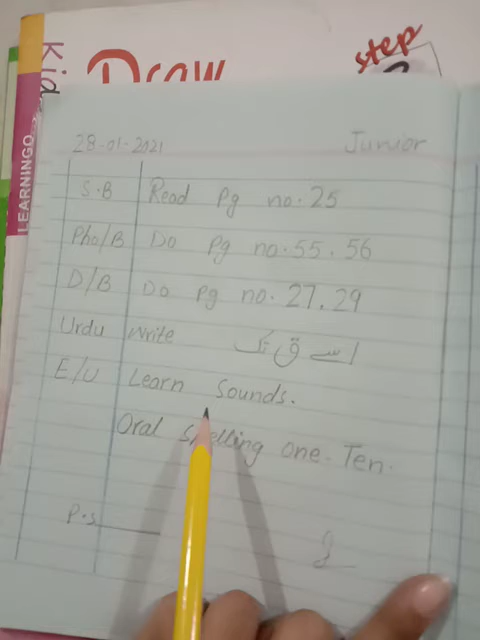 Kid
Draw
step
LEARNINGO
28-01-2021 Junior
S.B Read Pg no.25
Pho/B Do Pg no.55.56
D/B Do pg no.27.29
Urdu Write ا سے ق تک
E/U Learn Sounds.
Oral spelling one-Ten.
P.S